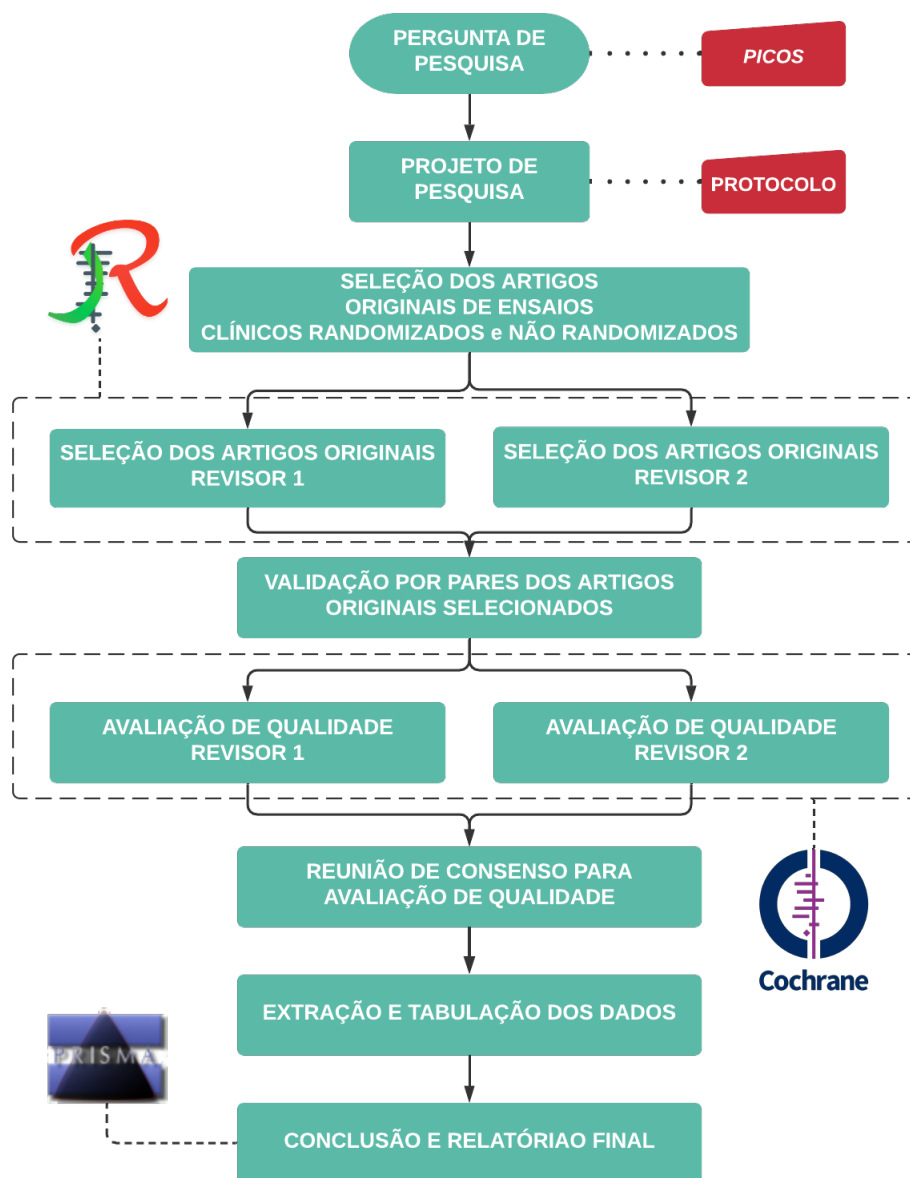 PERGUNTA DE
PESQUISA
PICOS
PROJETO DE
PESQUISA
PROTOCOLO
SELEÇÃO DOS ARTIGOS
ORIGINAIS DE ENSAIOS
CLÍNICOS RANDOMIZADOS e NÃO RANDOMIZADOS
SELEÇÃO DOS ARTIGOS ORIGINAIS
REVISOR 1
SELEÇÃO DOS ARTIGOS ORIGINAIS
REVISOR 2
VALIDAÇÃO POR PARES DOS ARTIGOS
ORIGINAIS SELECIONADOS
AVALIAÇÃO DE QUALIDADE
REVISOR 1
AVALIAÇÃO DE QUALIDADE
REVISOR 2
REUNIÃO DE CONSENSO PARA
AVALIAÇÃO DE QUALIDADE
Cochrane
EXTRAÇÃO E TABULAÇÃO DOS DADOS
PRISMA
CONCLUSÃO E RELATÓRIAO FINAL